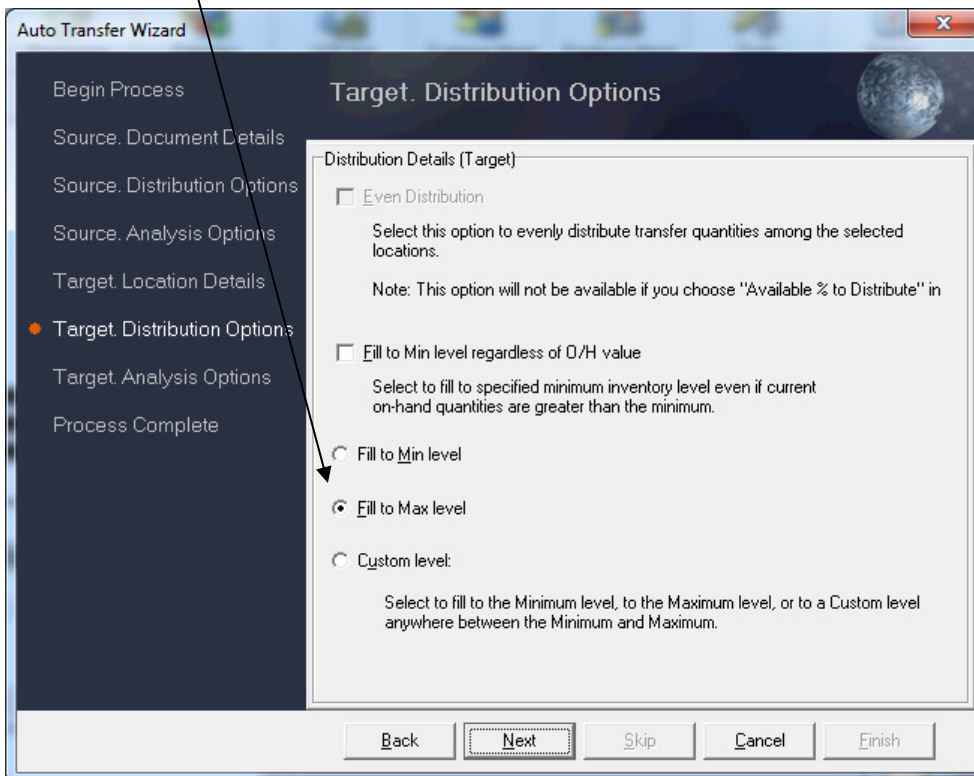 Auto Transfer Wizard
Begin Process
Source. Document Details
Source. Distribution Options
Source. Analysis Options
Target. Location Details
Target. Distribution Options
Target. Analysis Options
Process Complete
Target. Distribution Options
Distribution Details (Target)
Even Distribution
Select this option to evenly distribute transfer quantities among the selected
locations.
Note: This option will not be available if you choose "Available % to Distribute" in
Fill to Min level regardless of O/H value
Select to fill to specified minimum inventory level even if current
on-hand quantities are greater than the minimum.
Fill to Min level
Fill to Max level
Custom level:
Select to fill to the Minimum level, to the Maximum level, or to a Custom level
anywhere between the Minimum and Maximum.
Back
Next
Skip
Cancel
Finish